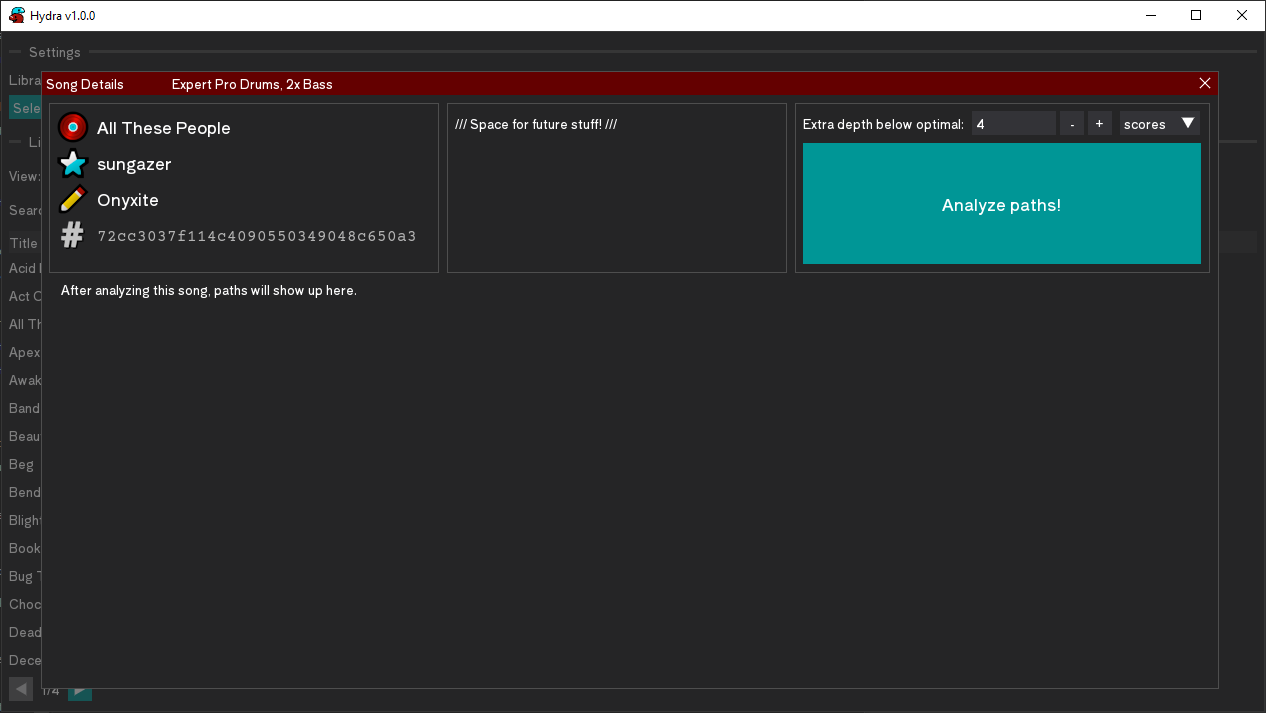 Hydra v1.0.0
Settings
Libra
Song Details Expert Pro Drums, 2x Bass
Sele
All These People
/// Space for future stuff! ///
Extra depth below optimal: 4 - + scores
Li
sungazer
View:
Onyxite
Analyze paths!
Searc
# 72cc3037f114c4090550349048c650a3
Title
Acid
After analyzing this song, paths will show up here.
Act C
All Th
Apex
Awak
Band
Beau
Beg
Bend
Blight
Book
Bug T
Choc
Dead
Dece
1/4